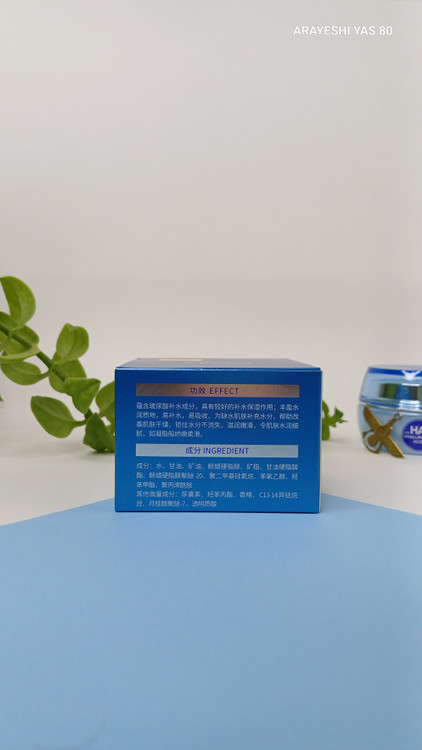 ARAYESHI YAS 80
功效 EFFECT
蕴含玻尿酸补水成分，具有较好的补水保湿作用；丰盈水
润质地，易补水，易吸收，为缺水肌肤补充水分，帮助改
善肌肤干燥，锁住水分不流失，滋润嫩滑，令肌肤水润细
腻，如凝脂般娇嫩柔滑。
成分 INGREDIENT
成分：水、甘油、矿油、鲸蜡硬脂醇、矿脂、甘油硬脂酸
酯、鲸蜡硬脂醇聚醚-20、聚二甲基硅氧烷、苯氧乙醇、羟
苯甲酯、聚丙烯酰胺
其他微量成分：尿囊素、羟苯丙酯、香精、C13-14异链烷
烃、月桂醇聚醚-7、透明质酸
HA